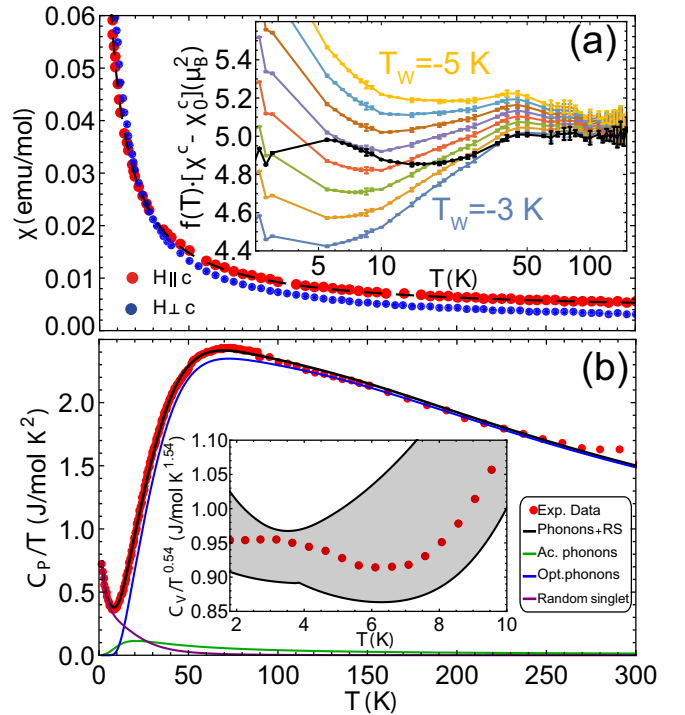 0.06
0.05
0.04
0.03
0.02
0.01
0.00
χ(emu/mol)
(a)
T_W=-5 K
T_W=-3 K
5.4
5.2
5.0
4.8
4.6
4.4
f(T)·[χ^c - χ_0^c](μ_B^2)
5 10 50 100
T(K)
H||c
H⊥c
(b)
2.0
1.5
1.0
0.5
0.0
C_P/T (J/mol K^2)
1.10
1.05
1.00
0.95
0.90
0.85
C_V/T^0.54 (J/mol K^1.54)
2 4 6 8 10
T(K)
Exp. Data
Phonons+RS
Ac. phonons
Opt.phonons
Random singlet
0 50 100 150 200 250 300
T(K)